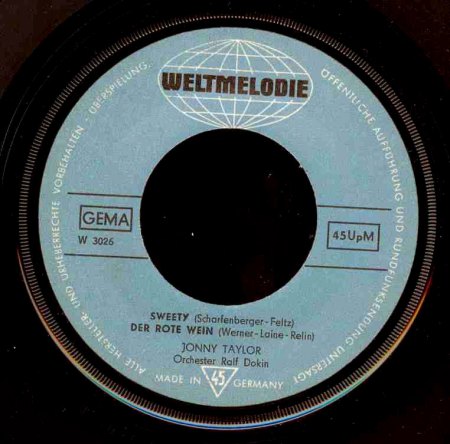 WELTMELODIE
ALLE HERSTELLER- UND URHEBERRECHTE VORBEHALTEN · ÜBERSPIELUNG, ÖFFENTLICHE AUFFÜHRUNG UND RUNDFUNKSENDUNG UNTERSAGT
GEMA
W 3026
45UpM
SWEETY (Scharfenberger-Feltz)
DER ROTE WEIN (Werner-Laine-Relin)
JONNY TAYLOR
Orchester Ralf Dokin
MADE IN 45 GERMANY